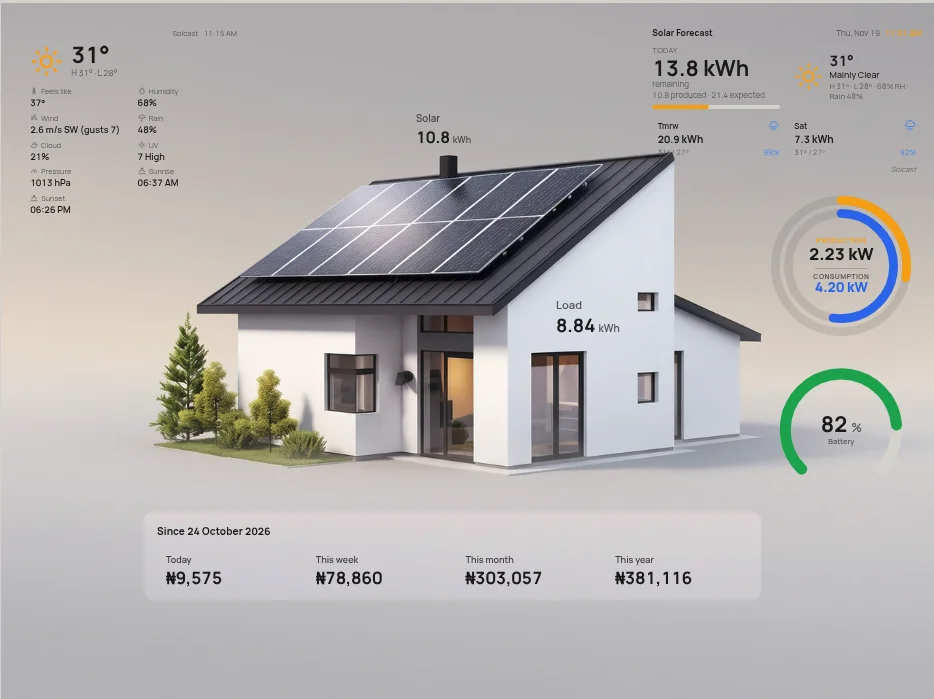 Solcast 11:15 AM
31°
H 31° · L 28°
Feels like
37°
Humidity
68%
Wind
2.6 m/s SW (gusts 7)
Rain
48%
Cloud
21%
UV
7 High
Pressure
1013 hPa
Sunrise
06:37 AM
Sunset
06:26 PM
Solar
10.8 kWh
Load
8.84 kWh
Solar Forecast
Thu, Nov 19
TODAY
13.8 kWh
remaining
10.8 produced · 21.4 expected
31°
Mainly Clear
H 31° · L 28° · 68% RH ·
Rain 48%
Tmrw
20.9 kWh
31° / 27°
99%
Sat
7.3 kWh
31° / 27°
92%
Solcast
PRODUCTION
2.23 kW
CONSUMPTION
4.20 kW
82 %
Battery
Since 24 October 2026
Today
₦9,575
This week
₦78,860
This month
₦303,057
This year
₦381,116